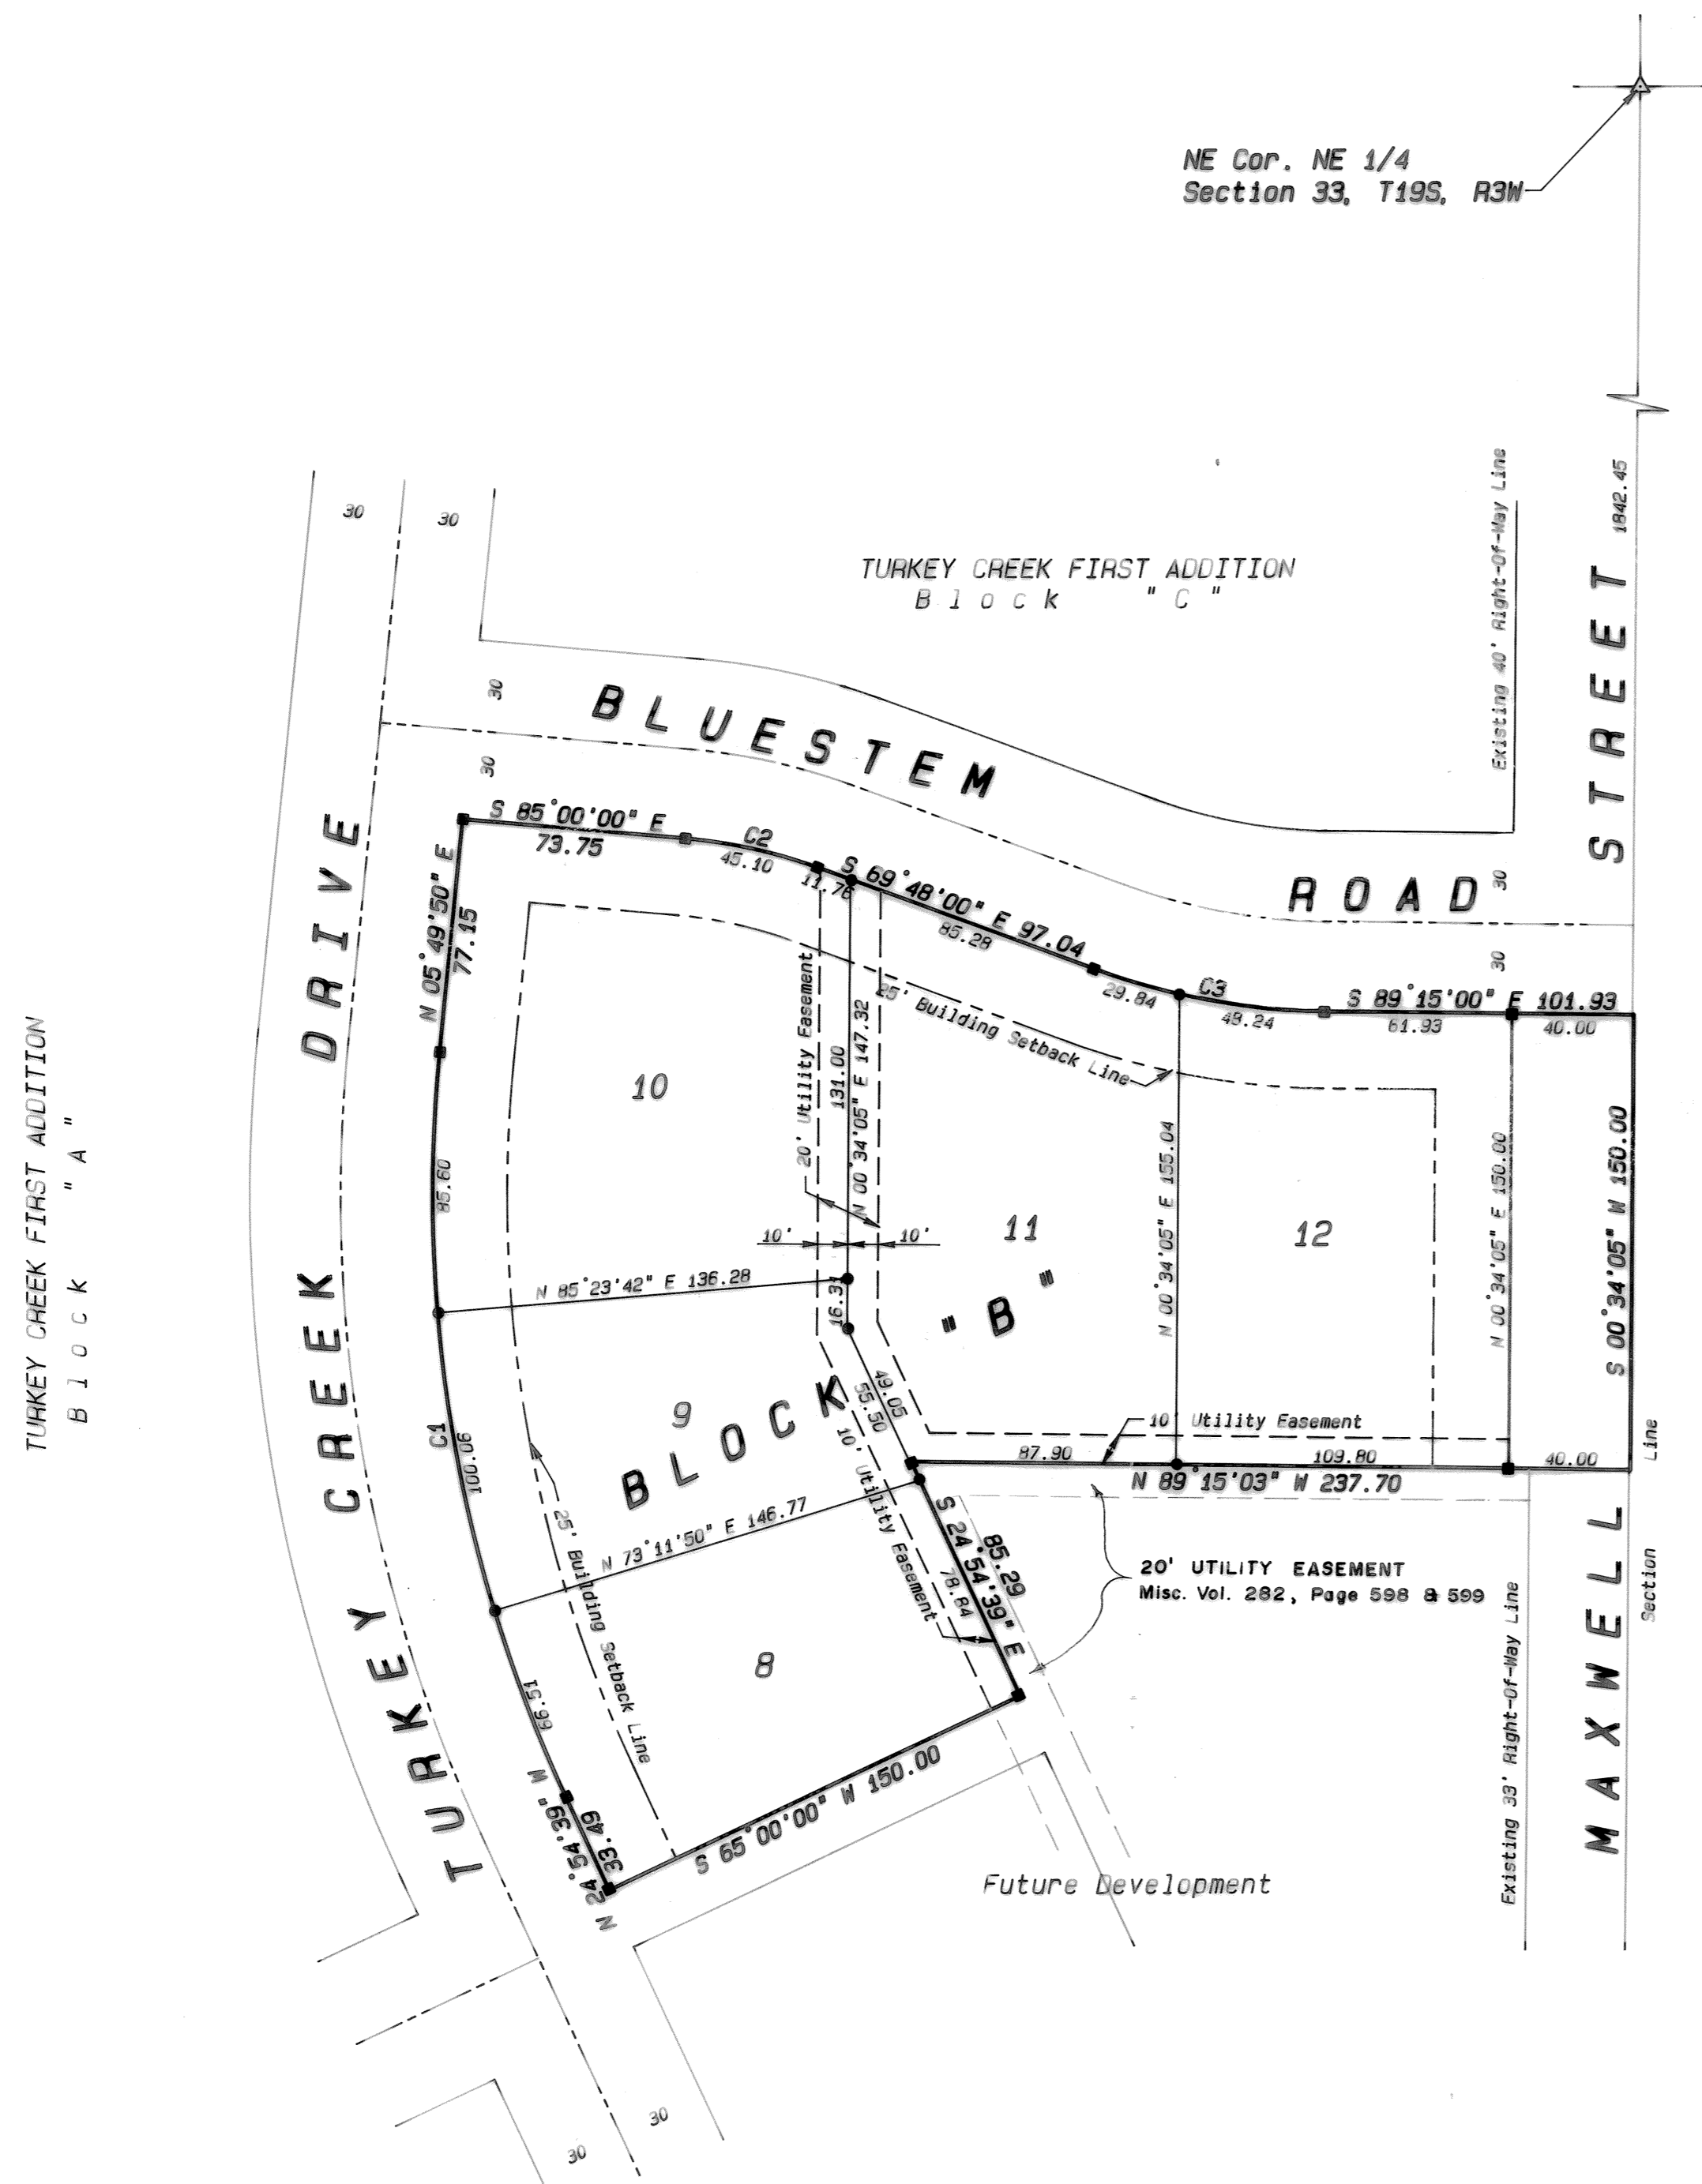 NE Cor. NE 1/4
Section 33, T19S, R3W
1842.45
Existing 40' Right-Of-Way Line
30
30
TURKEY CREEK FIRST ADDITION
Block "C"
30
30
BLUESTEM
ROAD
30
30
STREET
DRIVE
S 85°00'00" E
73.75
C2
45.10
11.76
S 69°48'00" E 97.04
85.28
29.84
C3
49.24
S 89°15'00" E 101.93
61.93
40.00
N 05°49'50" E
77.15
20' Utility Easement
131.00
N 00°34'05" E 147.32
25' Building Setback Line
10
11
12
10'
10'
85.60
N 85°23'42" E 136.28
16.31
N 00°34'05" E 155.04
N 00°34'05" E 150.00
S 00°34'05" W 150.00
TURKEY CREEK FIRST ADDITION
Block "A"
TURKEY CREEK
"B"
BLOCK
9
49.05
55.50
10' Utility Easement
10' Utility Easement
87.90
109.80
40.00
N 89°15'03" W 237.70
C1
100.06
25' Building Setback Line
N 73°11'50" E 146.77
S 24°54'39" E
85.29
78.84
20' UTILITY EASEMENT
Misc. Vol. 282, Page 598 & 599
8
66.51
N 24°54'39" W
33.49
S 65°00'00" W 150.00
Future Development
Existing 33' Right-Of-Way Line
MAXWELL
Section Line
30
30